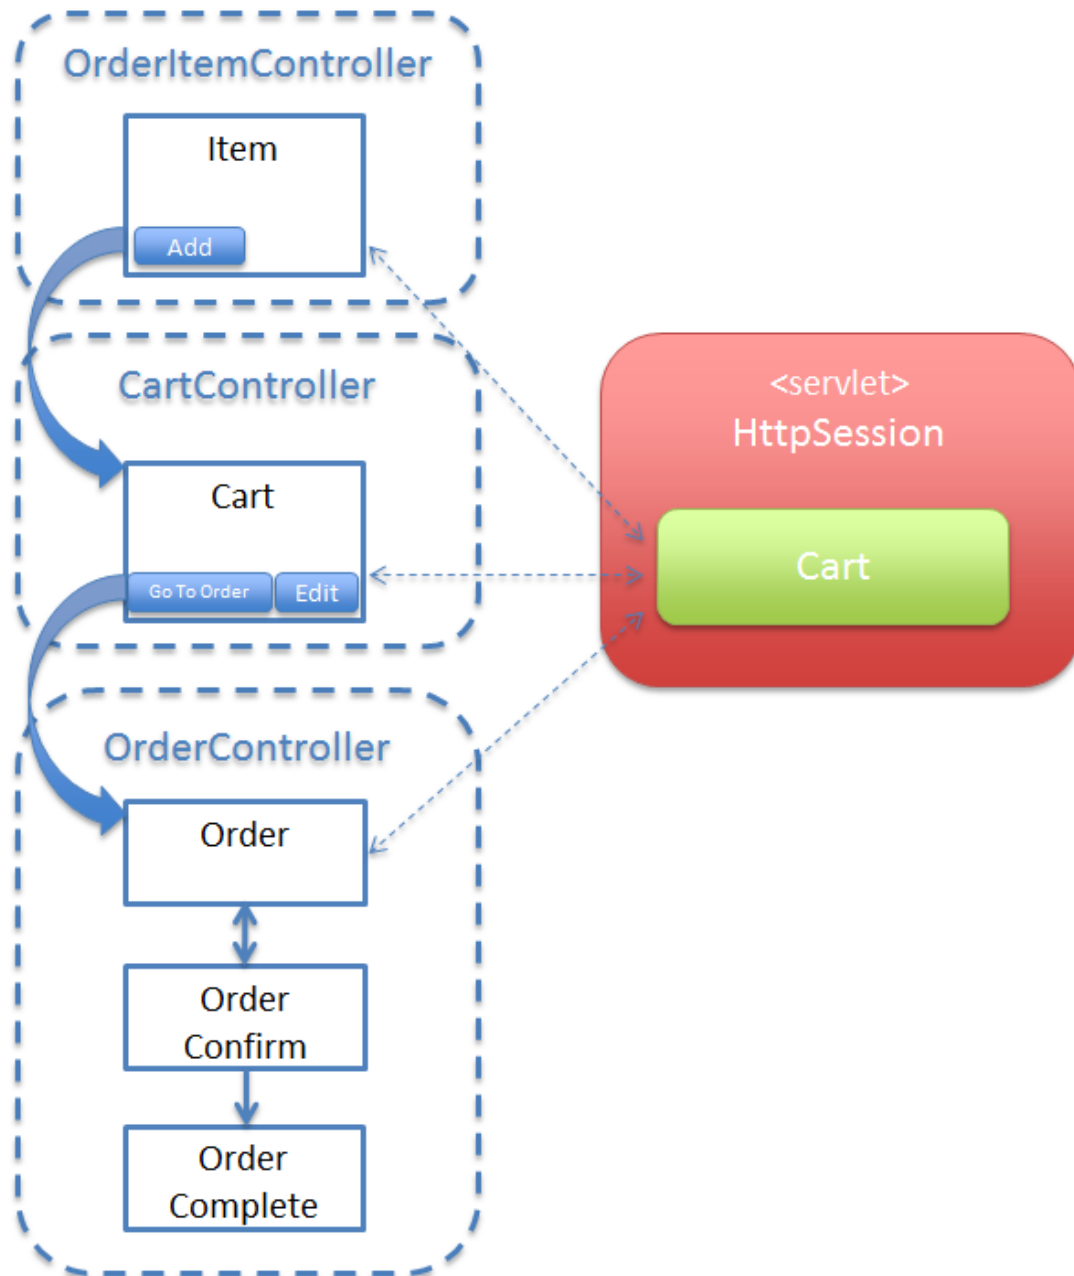 OrderItemController
Item
Add
CartController
Cart
Go To Order
Edit
<servlet>
HttpSession
Cart
OrderController
Order
Order
Confirm
Order
Complete